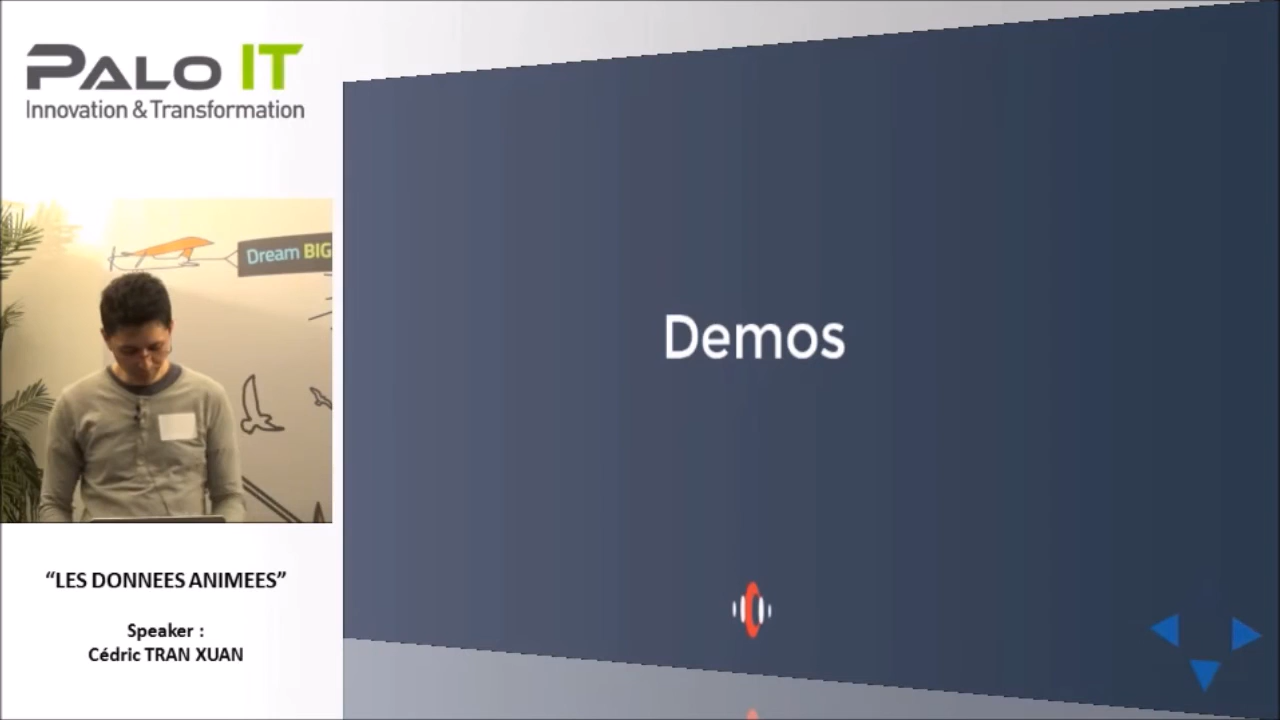 PALO IT
Innovation & Transformation
Dream BIG
Demos
“LES DONNEES ANIMEES”
Speaker :
Cédric TRAN XUAN